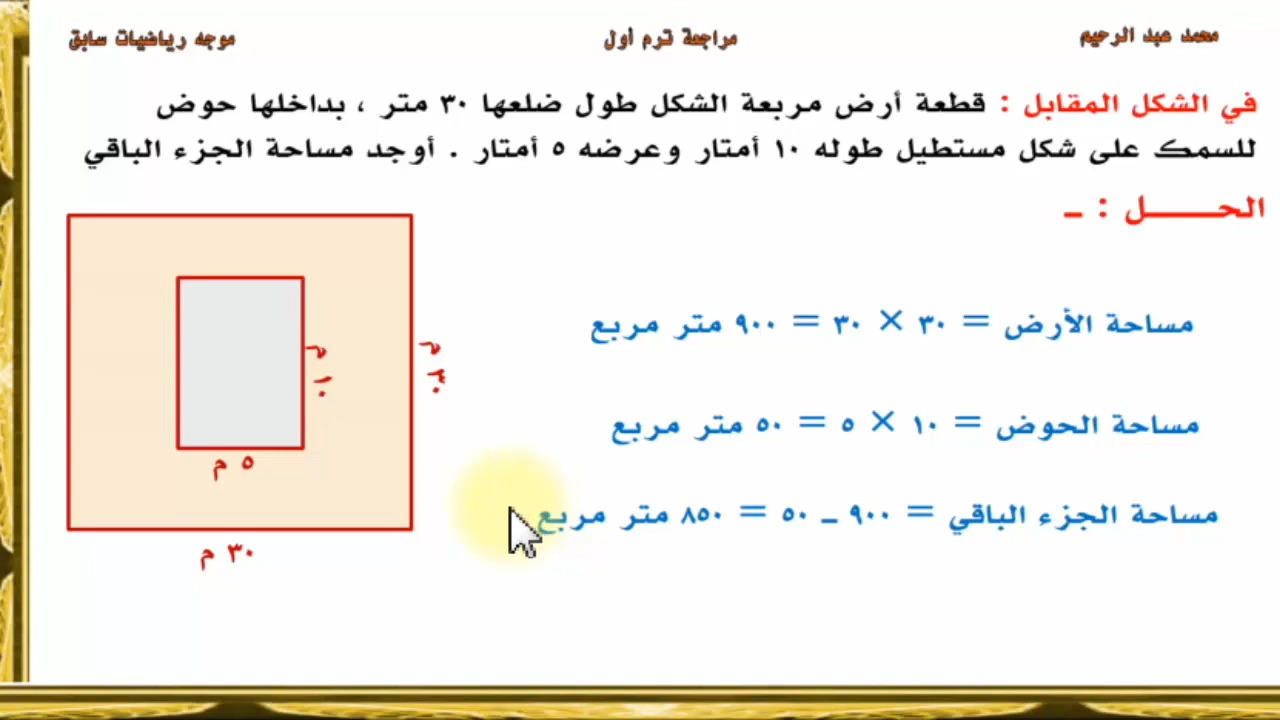 محمد عبد الرحيم
مراجعة ترم أول
موجه رياضيات سابق
في الشكل المقابل : قطعة أرض مربعة الشكل طول ضلعها ٣٠ متر ، بداخلها حوض
للسمك على شكل مستطيل طوله ١٠ أمتار وعرضه ٥ أمتار . أوجد مساحة الجزء الباقي
الحــــــل : ــ
مساحة الأرض = ٣٠ × ٣٠ = ٩٠٠ متر مربع
مساحة الحوض = ١٠ × ٥ = ٥٠ متر مربع
مساحة الجزء الباقي = ٩٠٠ ــ ٥٠ = ٨٥٠ متر مربع
٣٠ م
١٠ م
٥ م
٣٠ م